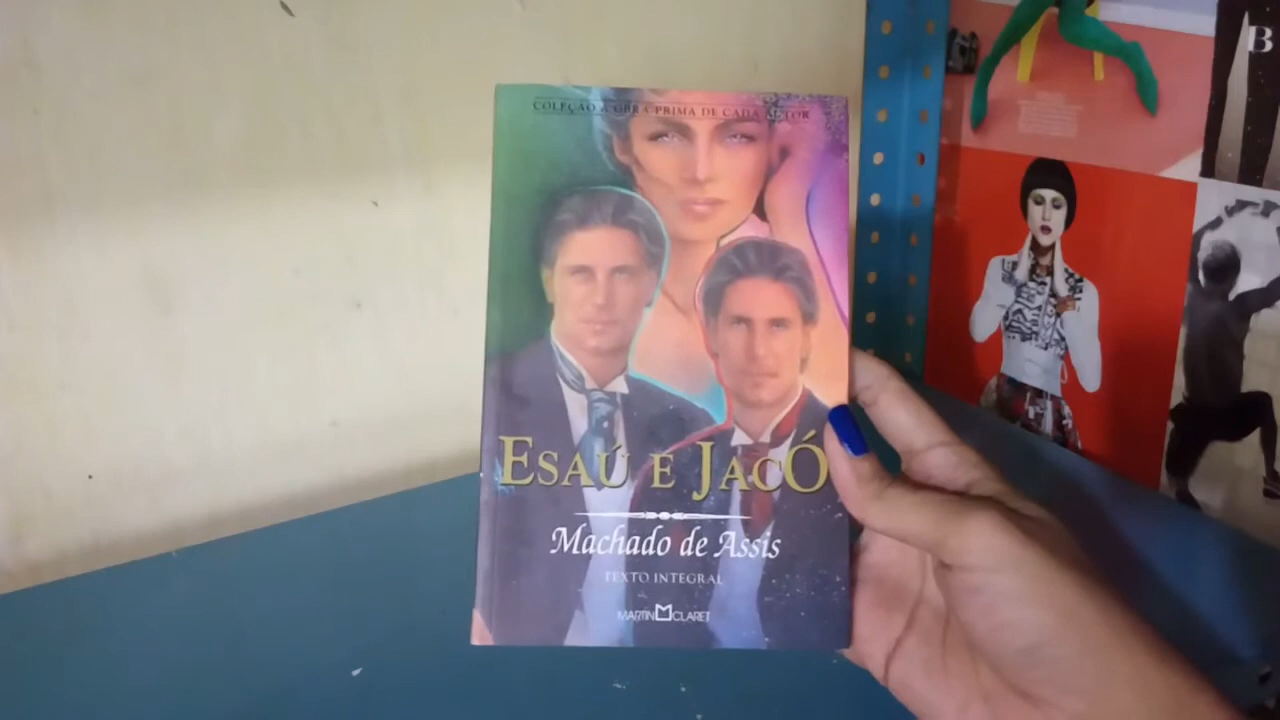 COLEÇÃO A OBRA-PRIMA DE CADA AUTOR
ESAÚ E JACÓ
Machado de Assis
TEXTO INTEGRAL
MARTIN CLARET
B